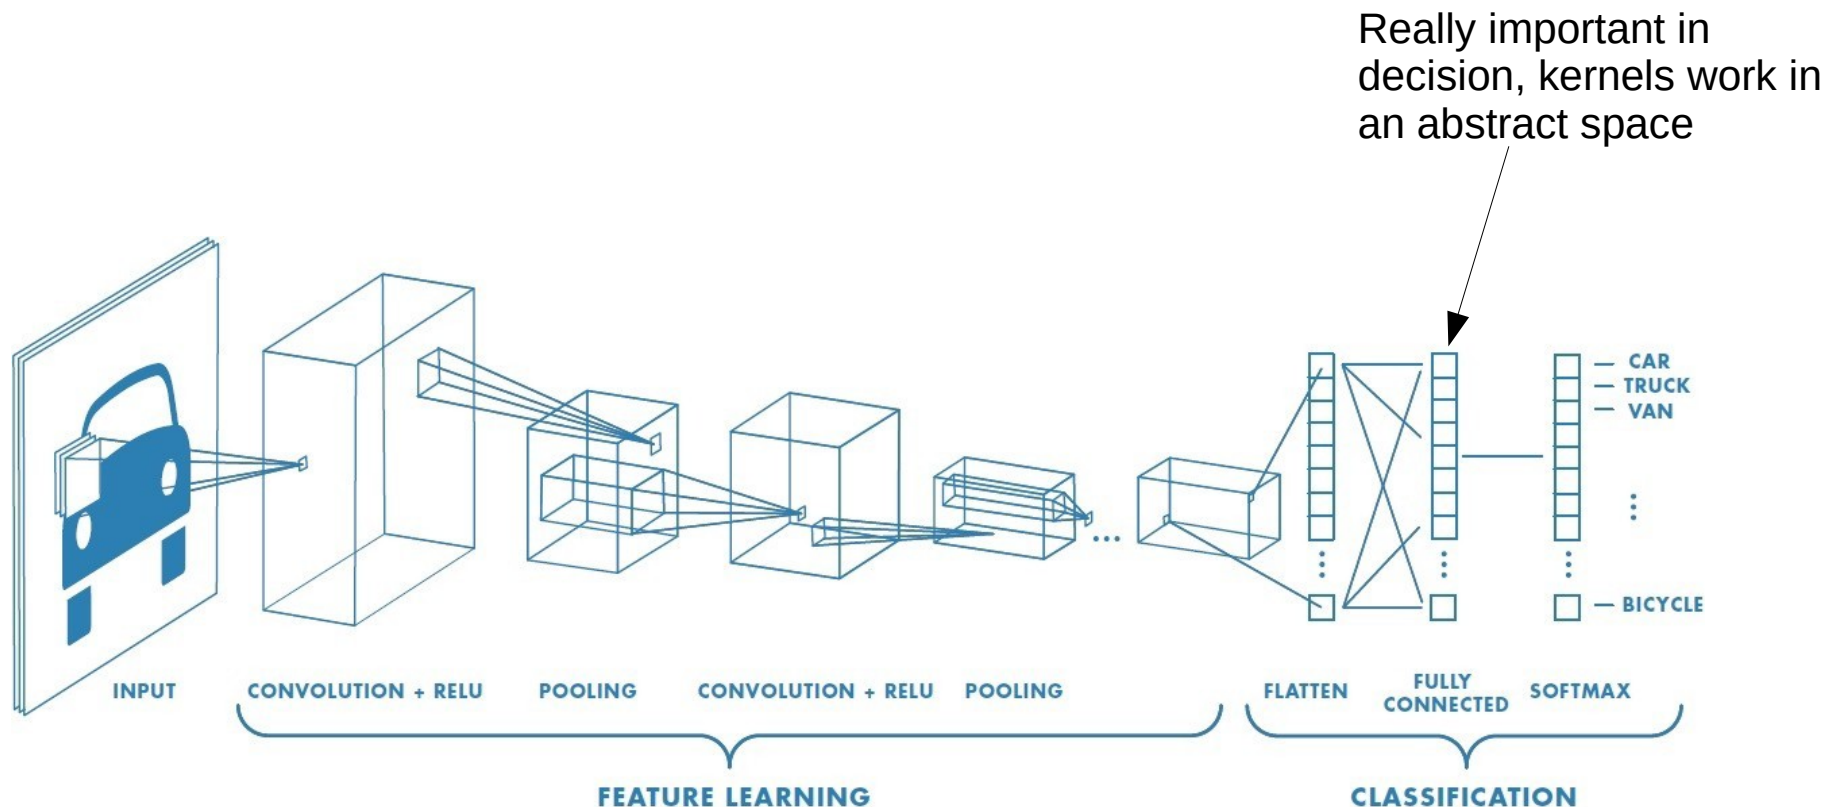 Really important in
decision, kernels work in
an abstract space
CAR
TRUCK
VAN
BICYCLE
INPUT
CONVOLUTION + RELU
POOLING
CONVOLUTION + RELU
POOLING
FLATTEN
FULLY
CONNECTED
SOFTMAX
FEATURE LEARNING
CLASSIFICATION